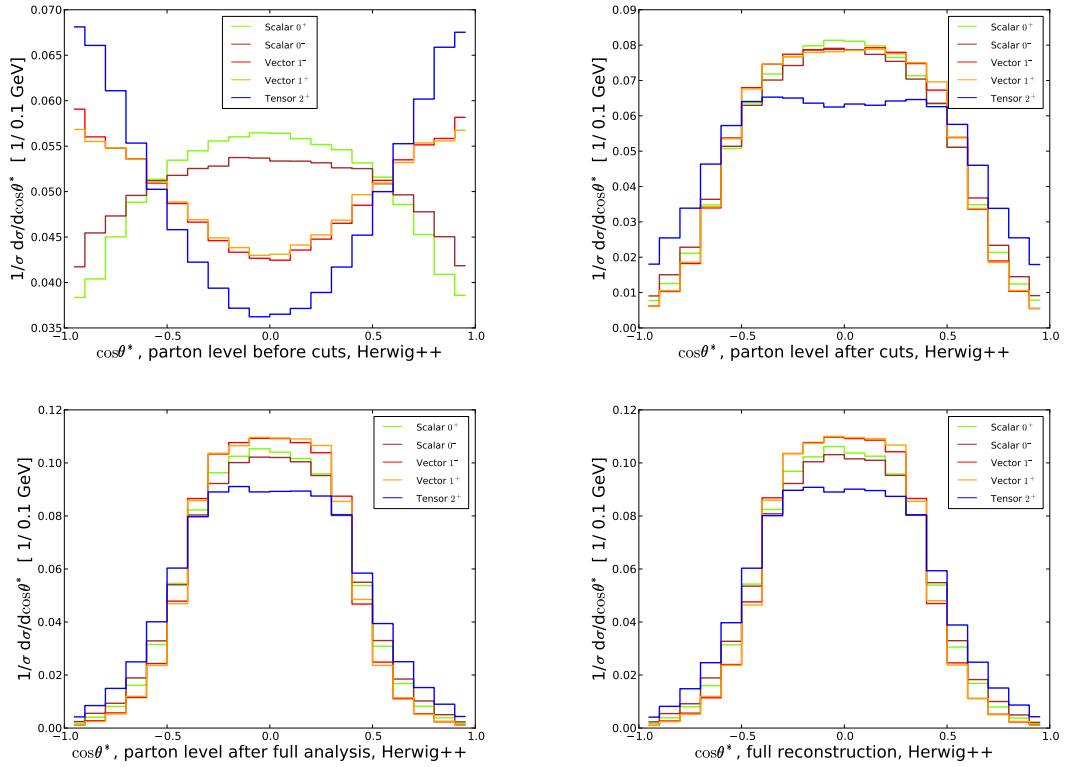 1/σ dσ/dcosθ* [ 1/ 0.1 GeV]
0.070
0.065
0.060
0.055
0.050
0.045
0.040
0.035
−1.0 −0.5 0.0 0.5 1.0
cosθ* , parton level before cuts, Herwig++
Scalar 0⁺
Scalar 0⁻
Vector 1⁻
Vector 1⁺
Tensor 2⁺
1/σ dσ/dcosθ* [ 1/ 0.1 GeV]
0.09
0.08
0.07
0.06
0.05
0.04
0.03
0.02
0.01
0.00
−1.0 −0.5 0.0 0.5 1.0
cosθ* , parton level after cuts, Herwig++
Scalar 0⁺
Scalar 0⁻
Vector 1⁻
Vector 1⁺
Tensor 2⁺
1/σ dσ/dcosθ* [ 1/ 0.1 GeV]
0.12
0.10
0.08
0.06
0.04
0.02
0.00
−1.0 −0.5 0.0 0.5 1.0
cosθ* , parton level after full analysis, Herwig++
Scalar 0⁺
Scalar 0⁻
Vector 1⁻
Vector 1⁺
Tensor 2⁺
1/σ dσ/dcosθ* [ 1/ 0.1 GeV]
0.12
0.10
0.08
0.06
0.04
0.02
0.00
−1.0 −0.5 0.0 0.5 1.0
cosθ* , full reconstruction, Herwig++
Scalar 0⁺
Scalar 0⁻
Vector 1⁻
Vector 1⁺
Tensor 2⁺